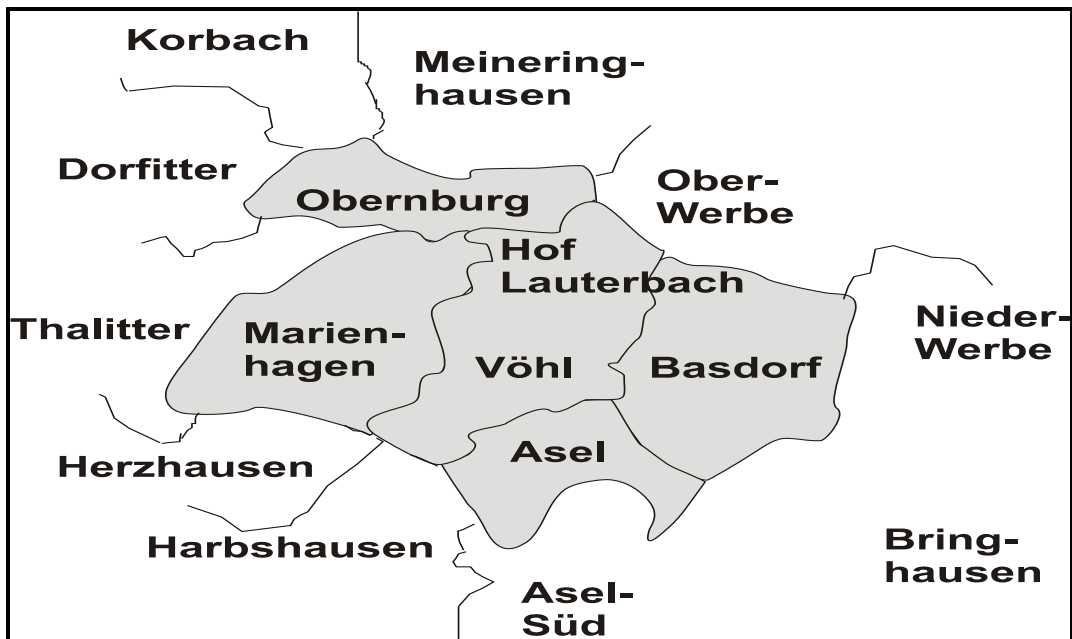 Korbach
Meinering-
hausen
Dorfitter
Obernburg
Ober-
Werbe
Hof
Lauterbach
Thalitter
Marien-
hagen
Vöhl
Basdorf
Nieder-
Werbe
Asel
Herzhausen
Harbshausen
Bring-
hausen
Asel-
Süd